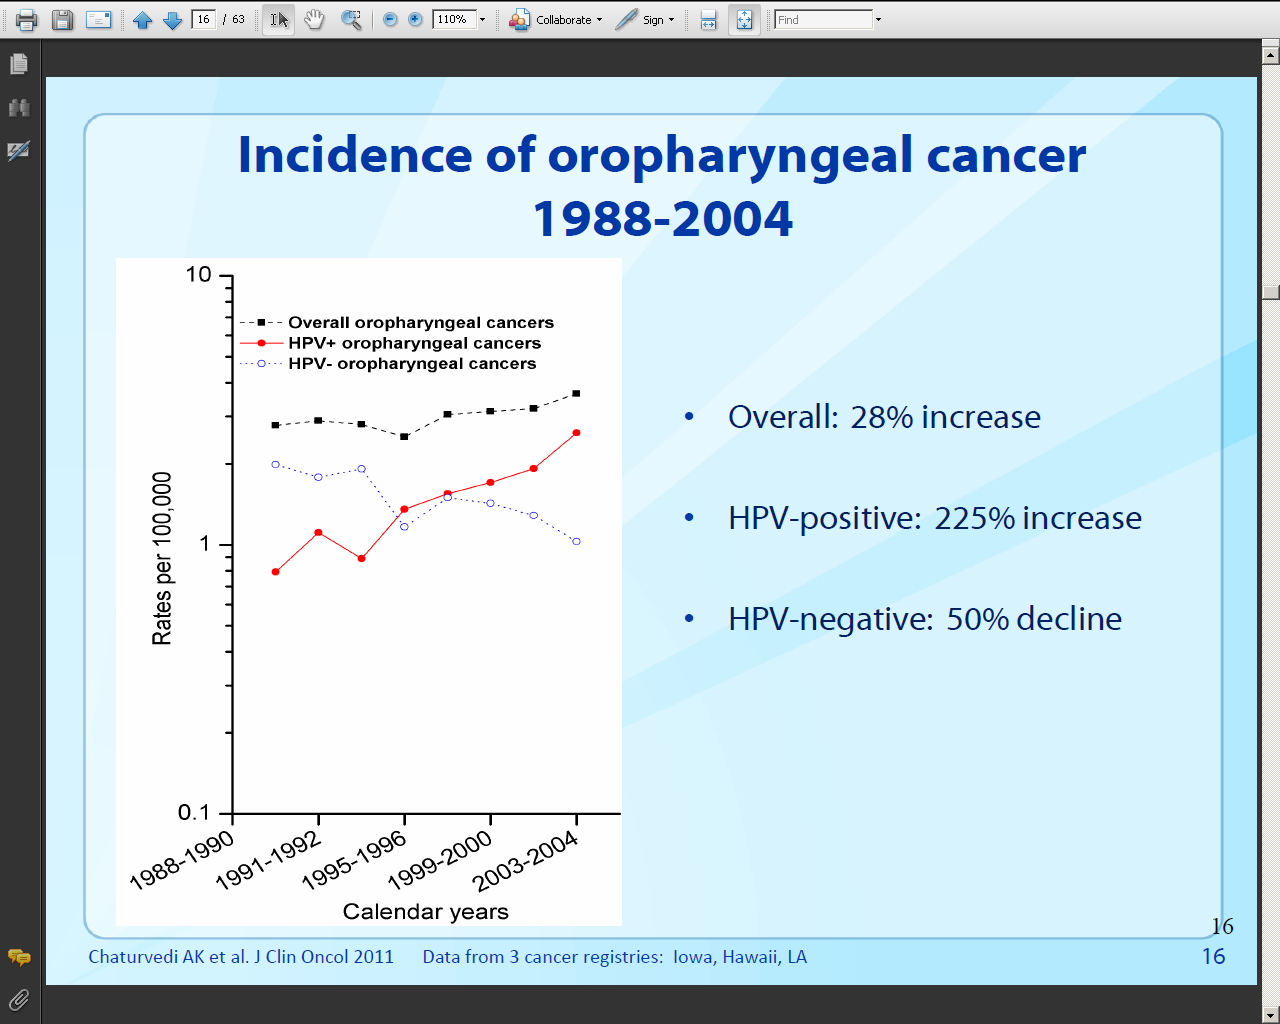 16 / 63 110% Collaborate Sign Find
Incidence of oropharyngeal cancer
1988-2004
10
Overall oropharyngeal cancers
HPV+ oropharyngeal cancers
HPV- oropharyngeal cancers
Rates per 100,000
1
0.1
1988-1990 1991-1992 1995-1996 1999-2000 2003-2004
Calendar years
• Overall: 28% increase
• HPV-positive: 225% increase
• HPV-negative: 50% decline
16
Chaturvedi AK et al. J Clin Oncol 2011 Data from 3 cancer registries: Iowa, Hawaii, LA 16